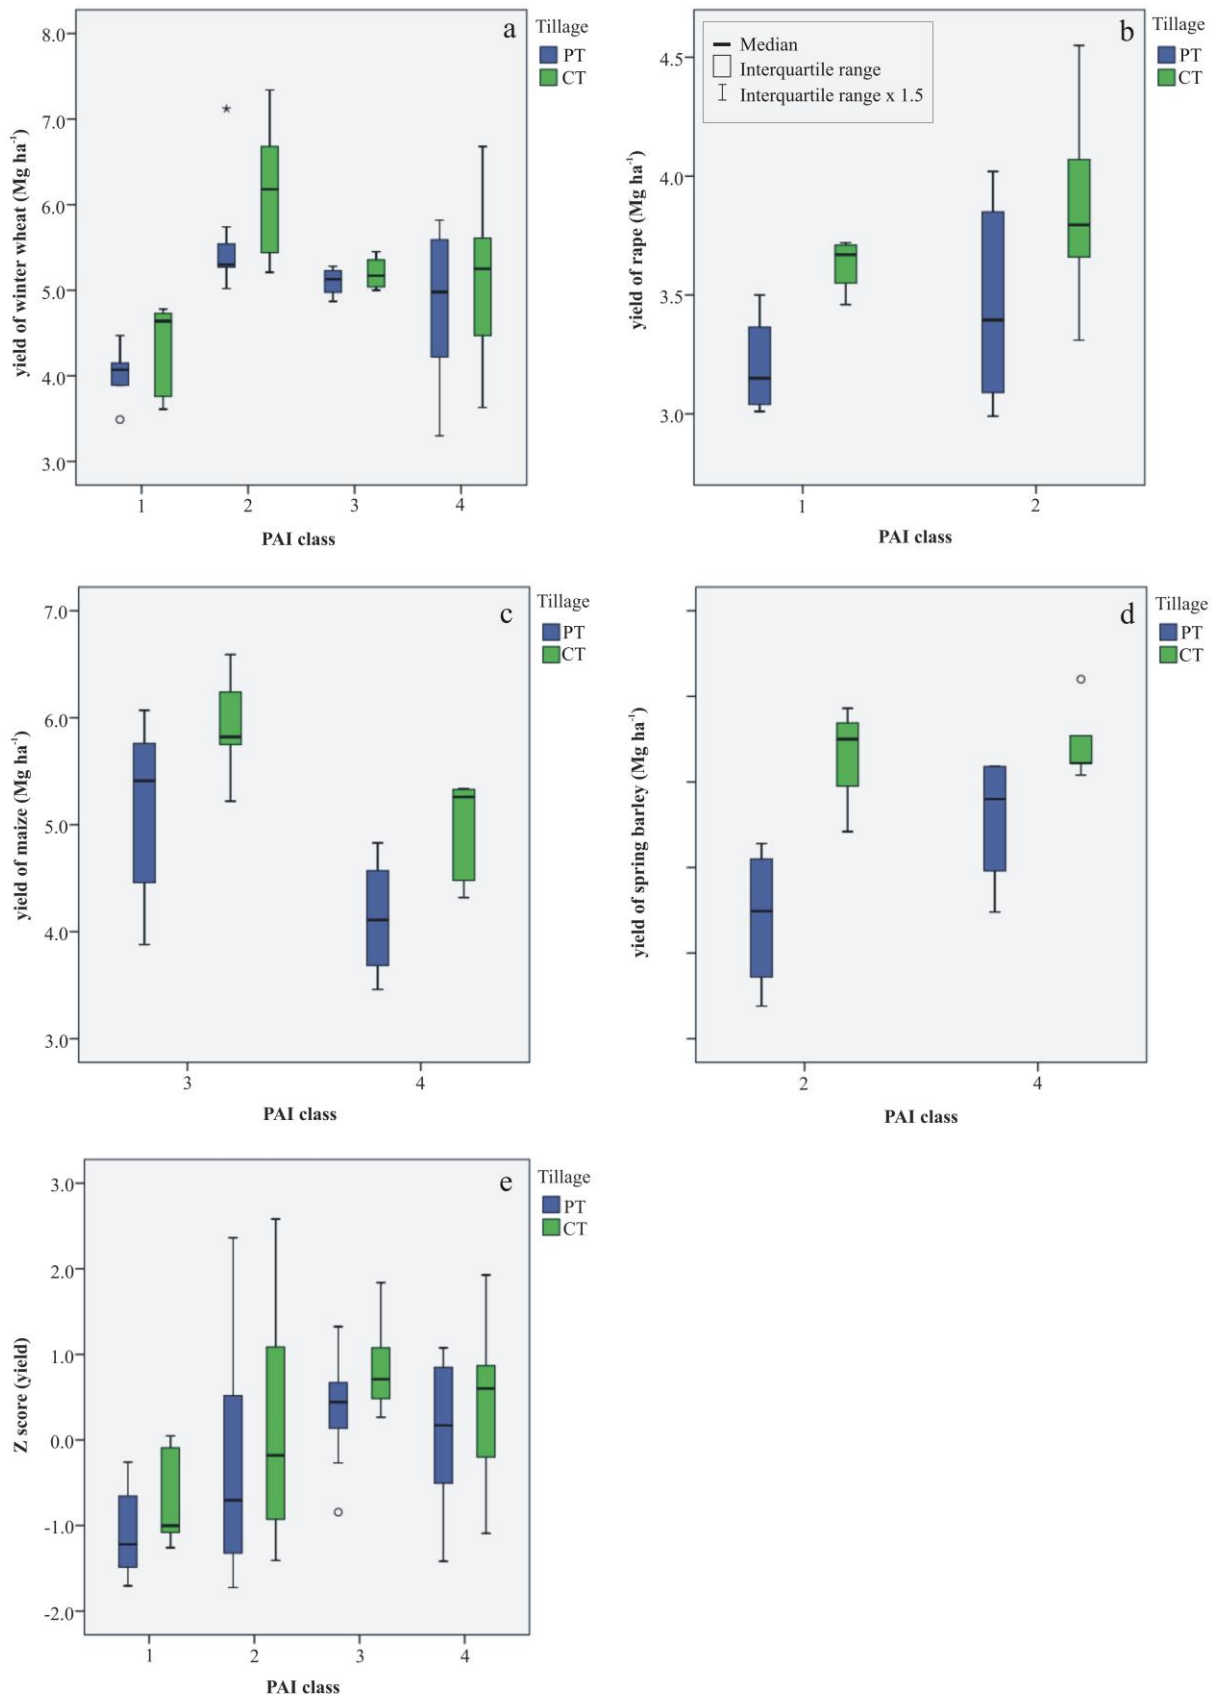 a
Tillage
PT
CT
8.0
7.0
6.0
5.0
4.0
3.0
yield of winter wheat (Mg ha⁻¹)
1 2 3 4
PAI class
b
Tillage
PT
CT
Median
Interquartile range
Interquartile range x 1.5
4.5
4.0
3.5
3.0
yield of rape (Mg ha⁻¹)
1 2
PAI class
c
Tillage
PT
CT
7.0
6.0
5.0
4.0
3.0
yield of maize (Mg ha⁻¹)
3 4
PAI class
d
Tillage
PT
CT
yield of spring barley (Mg ha⁻¹)
2 4
PAI class
e
Tillage
PT
CT
3.0
2.0
1.0
0.0
-1.0
-2.0
Z score (yield)
1 2 3 4
PAI class